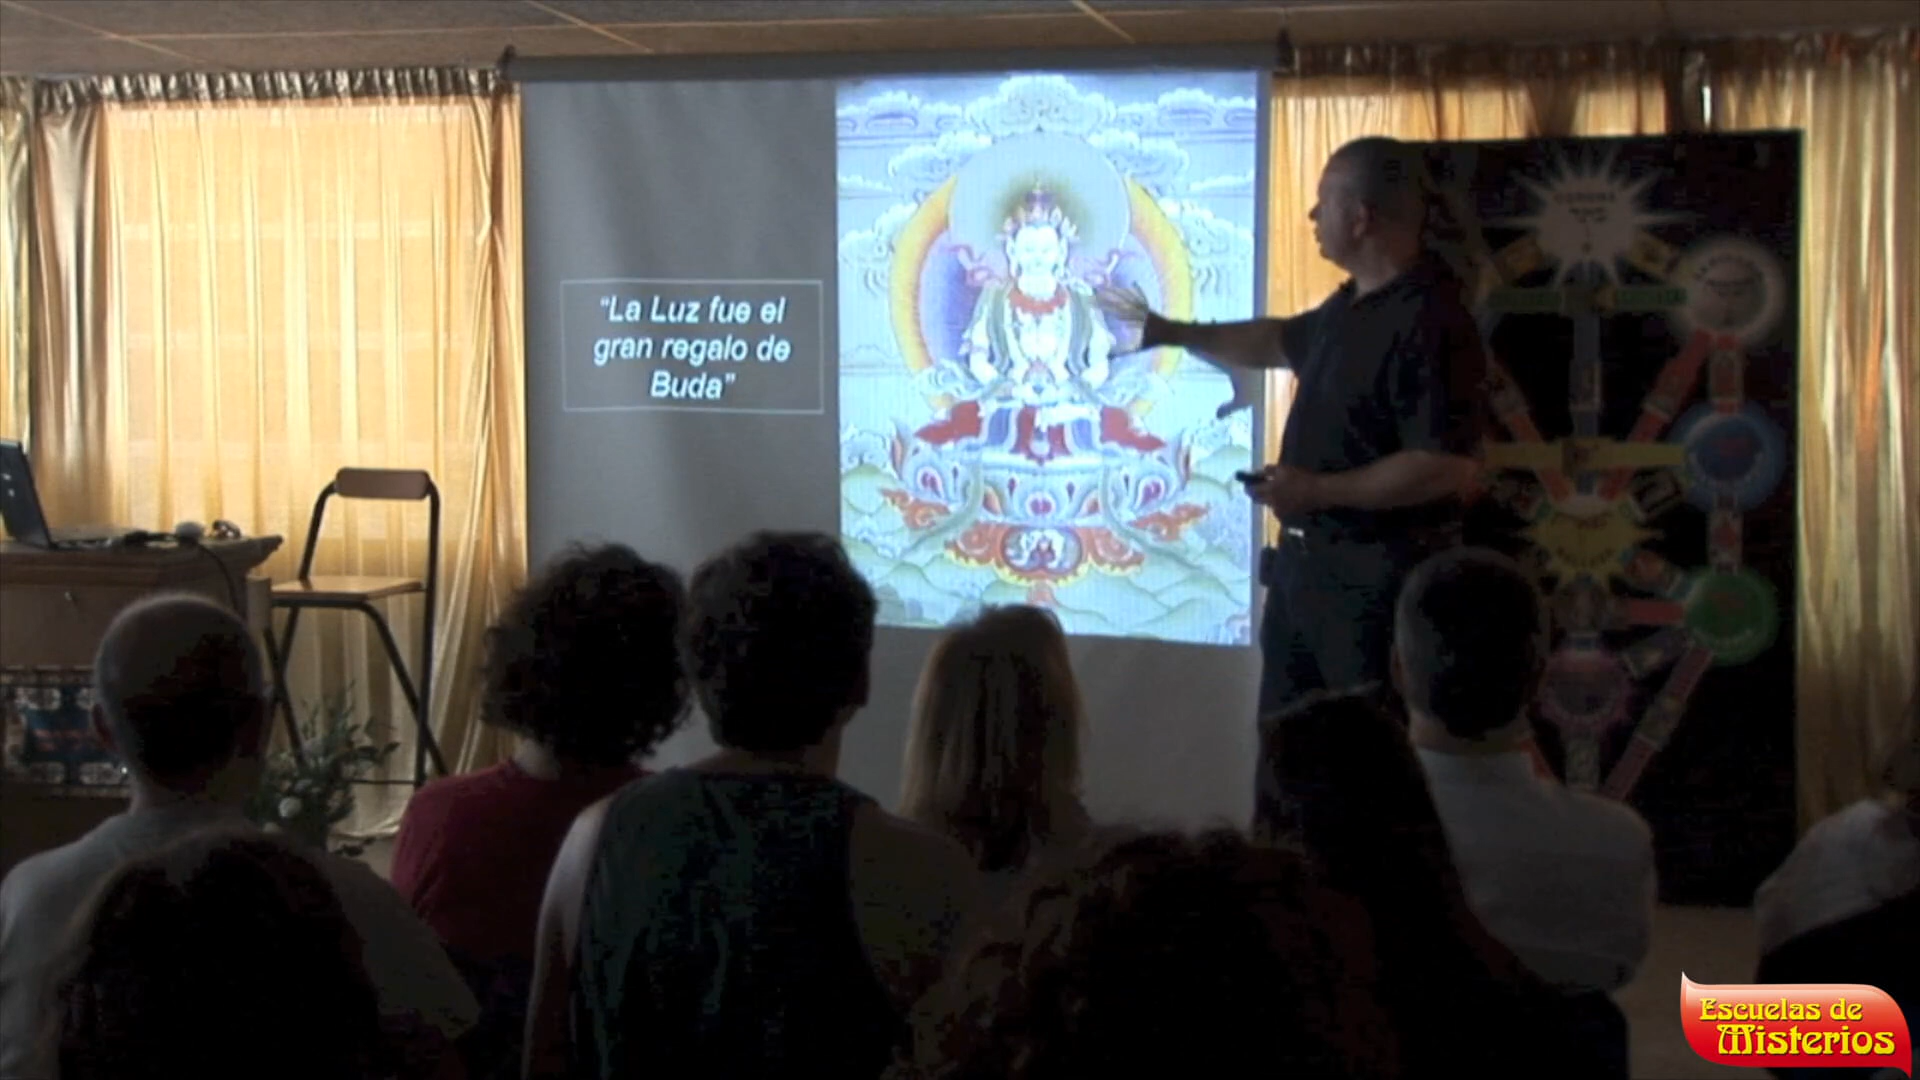 “La Luz fue el
gran regalo de
Buda”
Escuelas de
Misterios